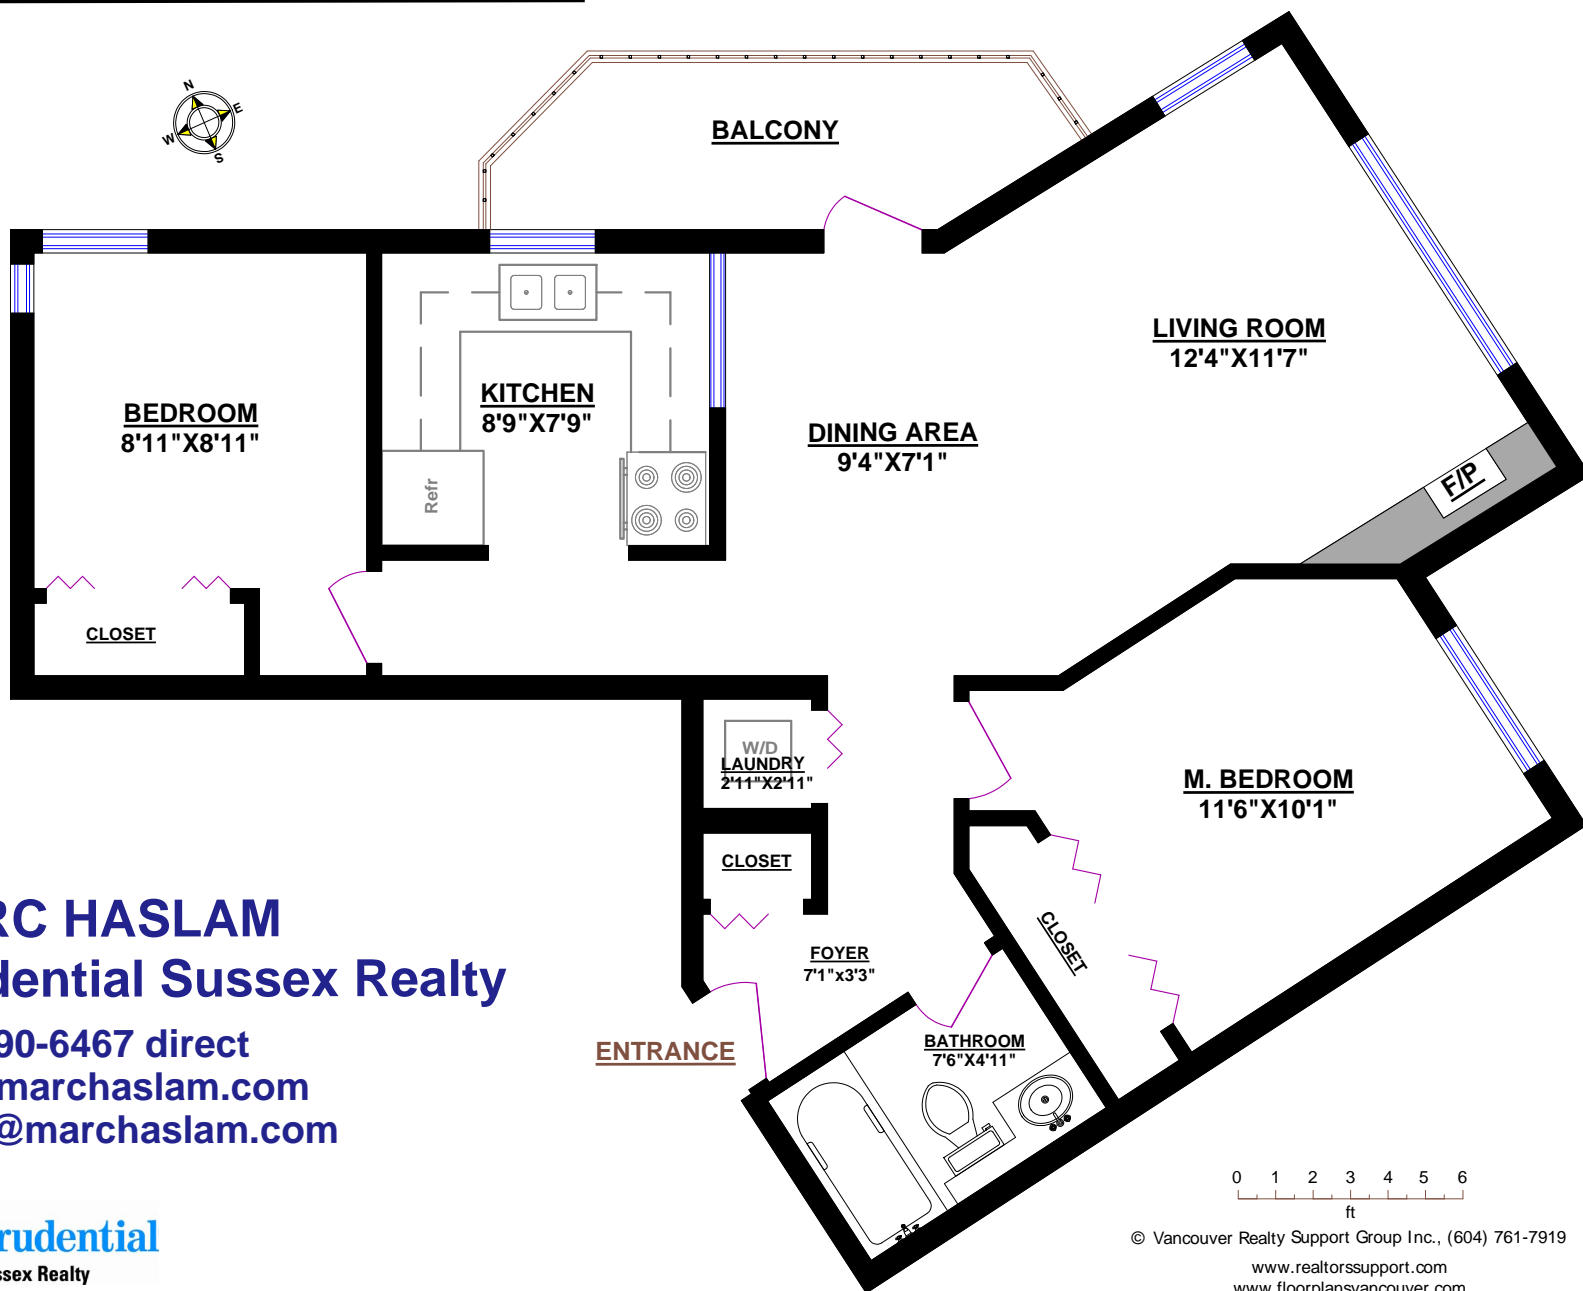 N
E
W
S
BALCONY
LIVING ROOM
12'4"X11'7"
BEDROOM
8'11"X8'11"
KITCHEN
8'9"X7'9"
DINING AREA
9'4"X7'1"
Refr
F/P
CLOSET
W/D
LAUNDRY
2'11"X2'11"
M. BEDROOM
11'6"X10'1"
CLOSET
CLOSET
FOYER
7'1"x3'3"
BATHROOM
7'6"X4'11"
ENTRANCE
RC HASLAM
dential Sussex Realty
90-6467 direct
marchaslam.com
@marchaslam.com
rudential
ssex Realty
0 1 2 3 4 5 6
ft
© Vancouver Realty Support Group Inc., (604) 761-7919
www.realtorssupport.com
www.floorplansvancouver.com